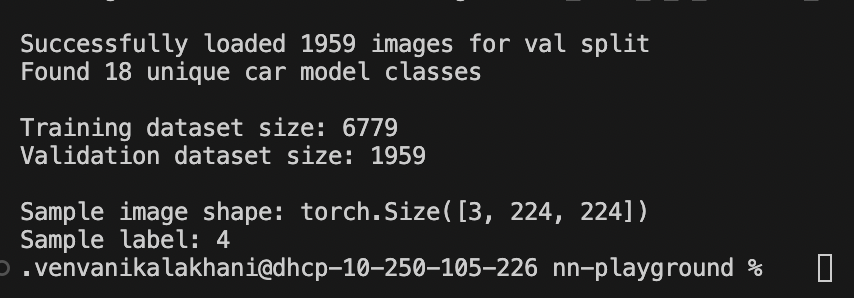 Successfully loaded 1959 images for val split
Found 18 unique car model classes
Training dataset size: 6779
Validation dataset size: 1959
Sample image shape: torch.Size([3, 224, 224])
Sample label: 4
.venvanikalakhani@dhcp-10-250-105-226 nn-playground %